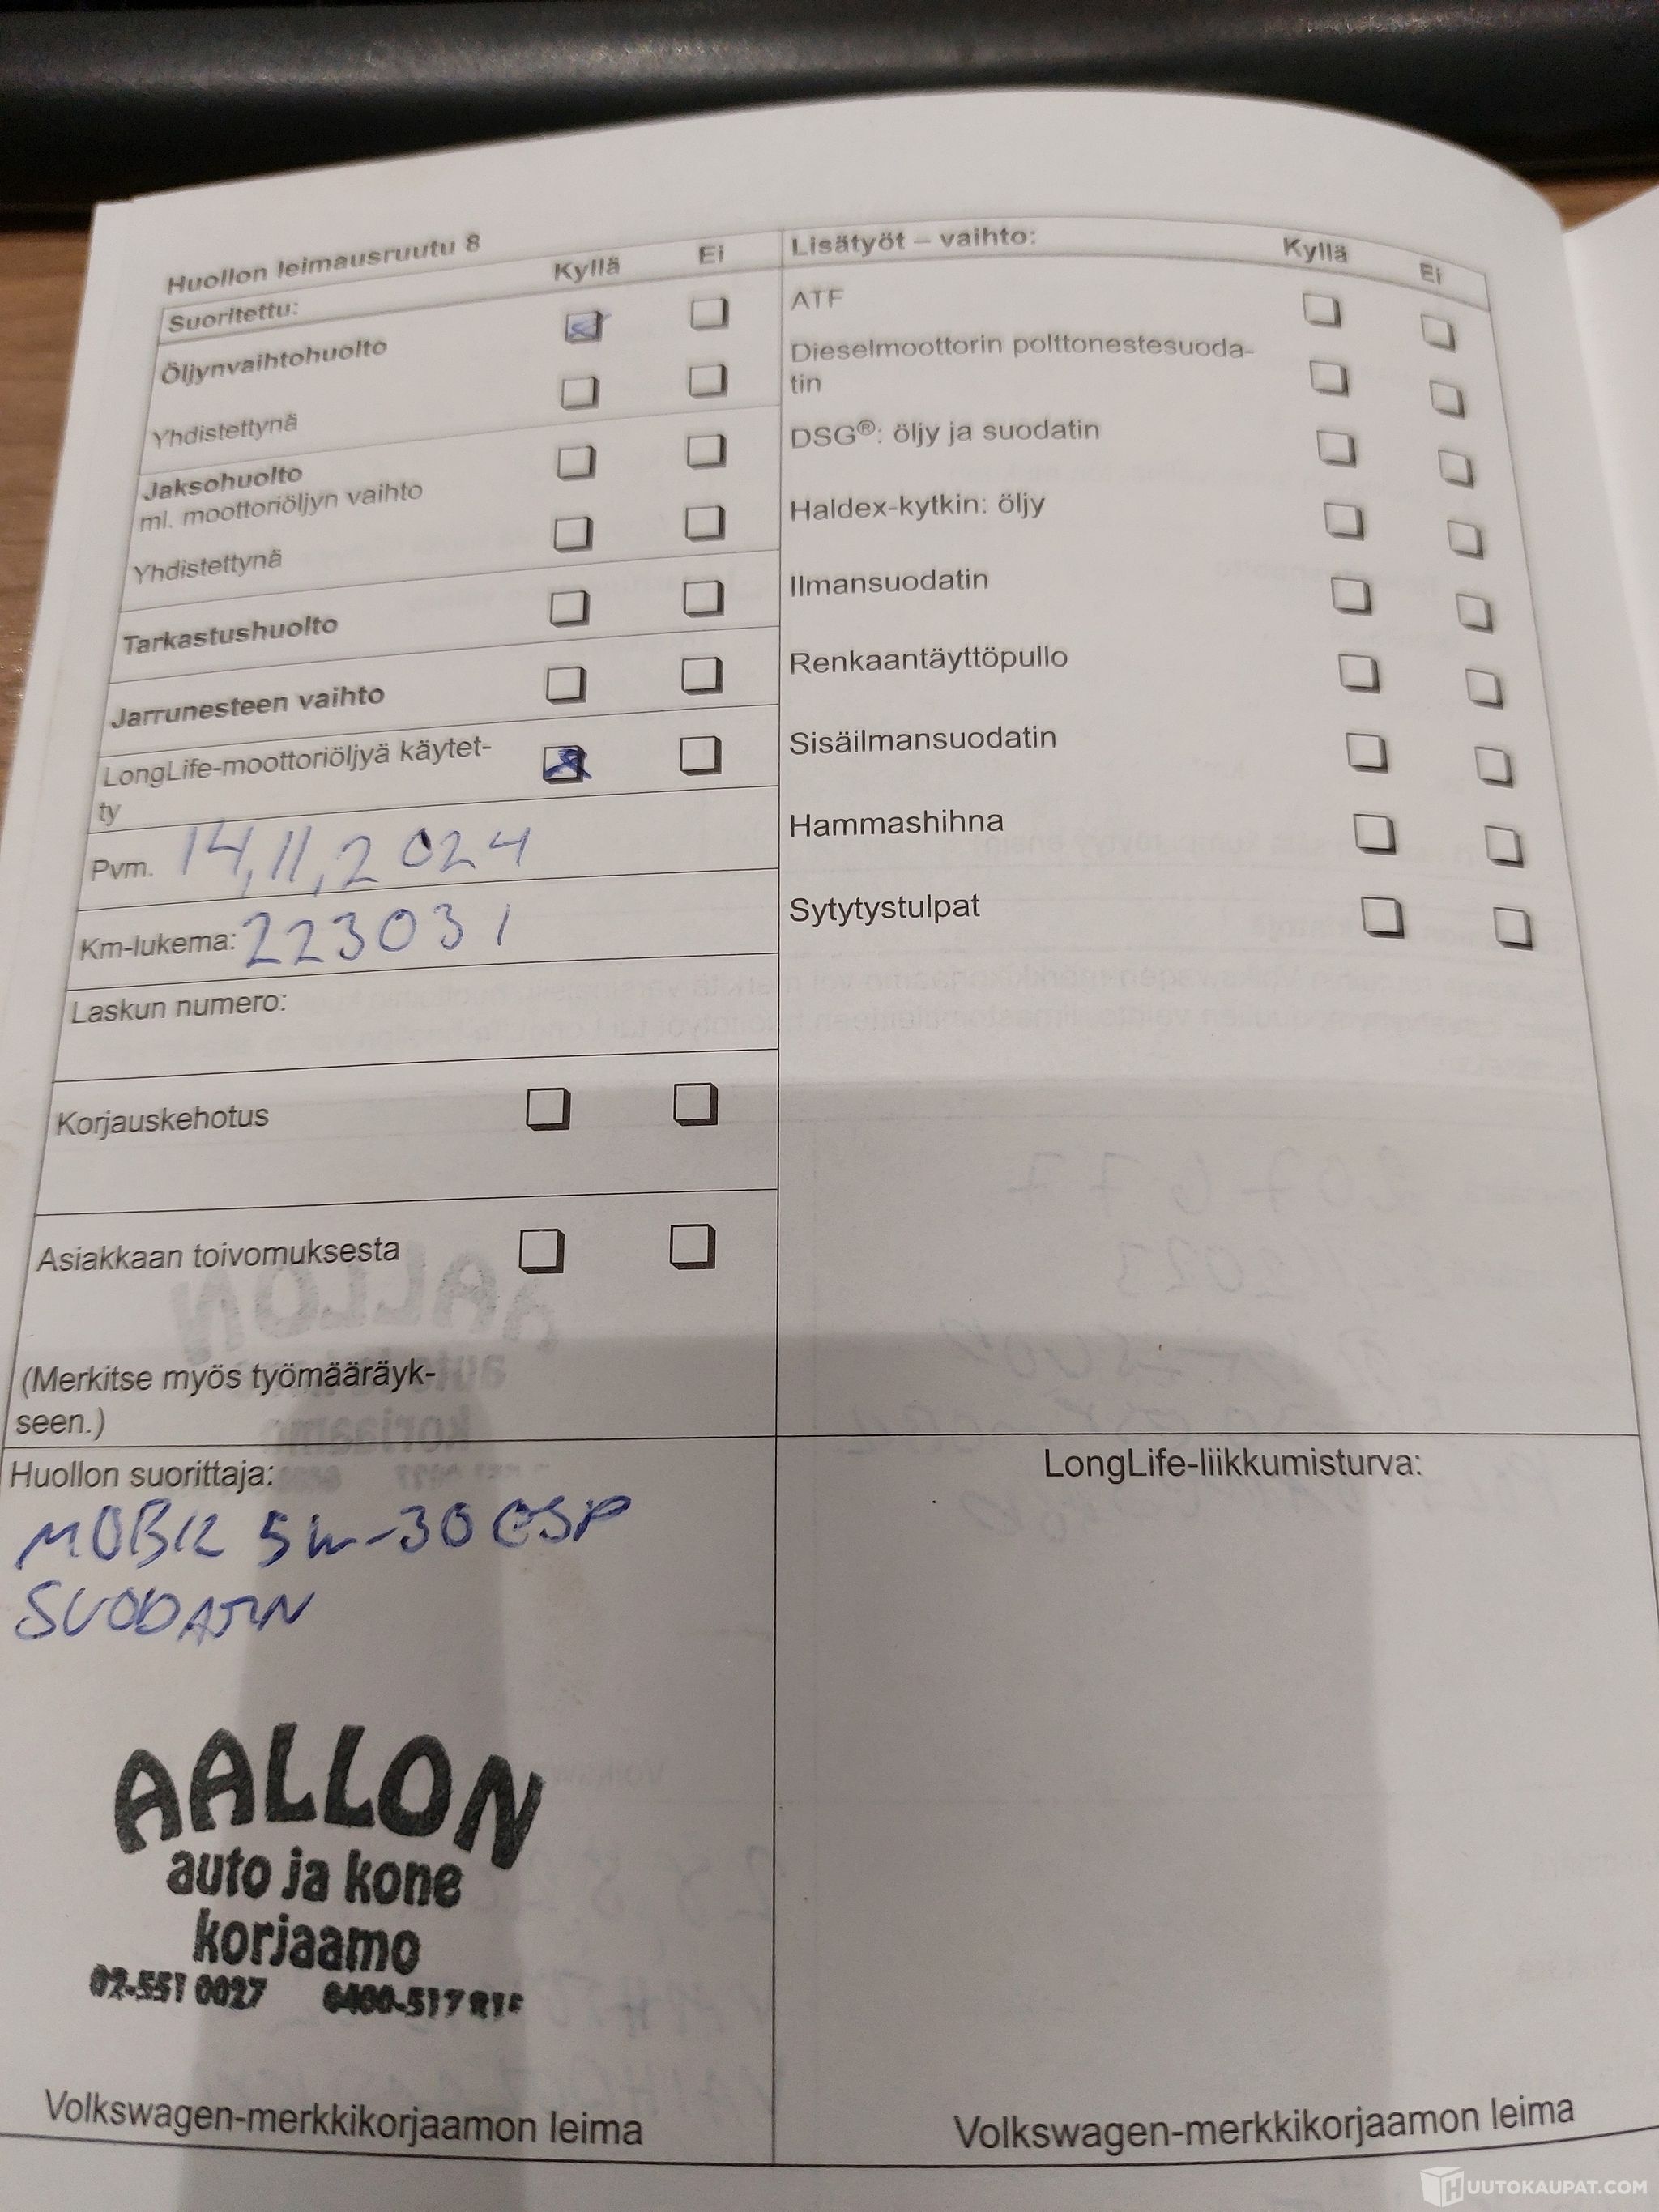 Huollon leimausruutu 8
Suoritettu: Kyllä Ei
Öljynvaihtohuolto
Yhdistettynä
Jaksohuolto
ml. moottoriöljyn vaihto
Yhdistettynä
Tarkastushuolto
Jarrunesteen vaihto
LongLife-moottoriöljyä käytet-
ty
Pvm. 14.11.2024
Km-lukema: 223031
Laskun numero:
Korjauskehotus
Asiakkaan toivomuksesta
(Merkitse myös työmääräyk-
seen.)
Lisätyöt – vaihto: Kyllä Ei
ATF
Dieselmoottorin polttonestesuoda-
tin
DSG®: öljy ja suodatin
Haldex-kytkin: öljy
Ilmansuodatin
Renkaantäyttöpullo
Sisäilmansuodatin
Hammashihna
Sytytystulpat
Huollon suorittaja:
MOBIL 5W-30 ESP
SUODATIN
AALLON
auto ja kone
korjaamo
02-551 0027
Volkswagen-merkkikorjaamon leima
LongLife-liikkumisturva:
Volkswagen-merkkikorjaamon leima
HUUTOKAUPAT.COM